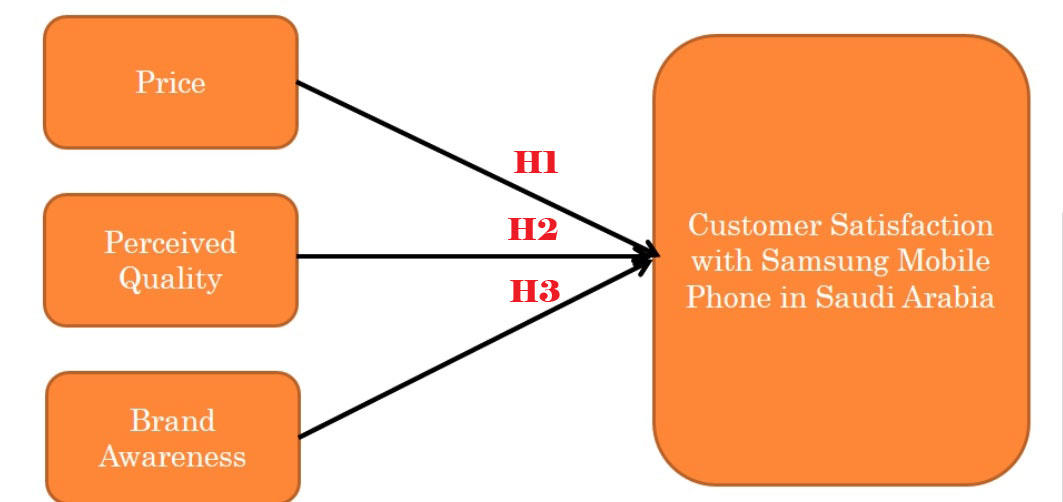 Price
H1
Perceived
Quality
H2
H3
Brand
Awareness
Customer Satisfaction
with Samsung Mobile
Phone in Saudi Arabia